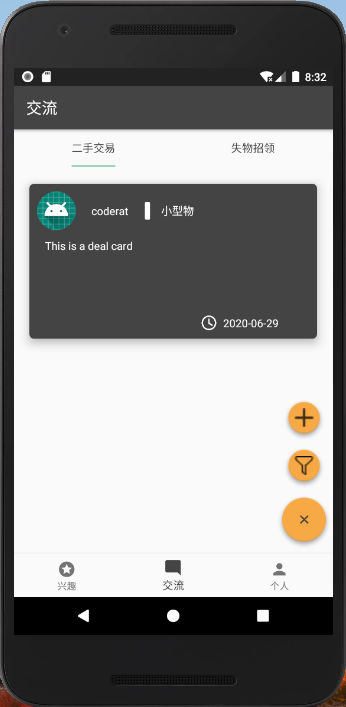 8:32
交流
二手交易
失物招领
coderat 小型物
This is a deal card
2020-06-29
兴趣
交流
个人